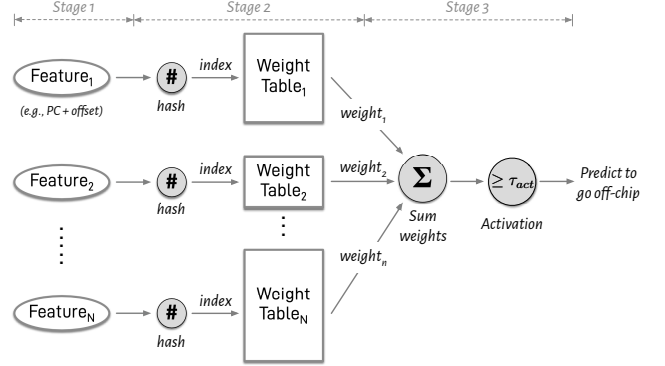 Stage 1
Stage 2
Stage 3
Feature1
(e.g., PC + offset)
#
hash
index
Weight
Table1
weight1
Feature2
#
hash
index
Weight
Table2
weight2
Σ
Sum
weights
≥ τact
Activation
Predict to
go off-chip
FeatureN
#
hash
index
Weight
TableN
weightn